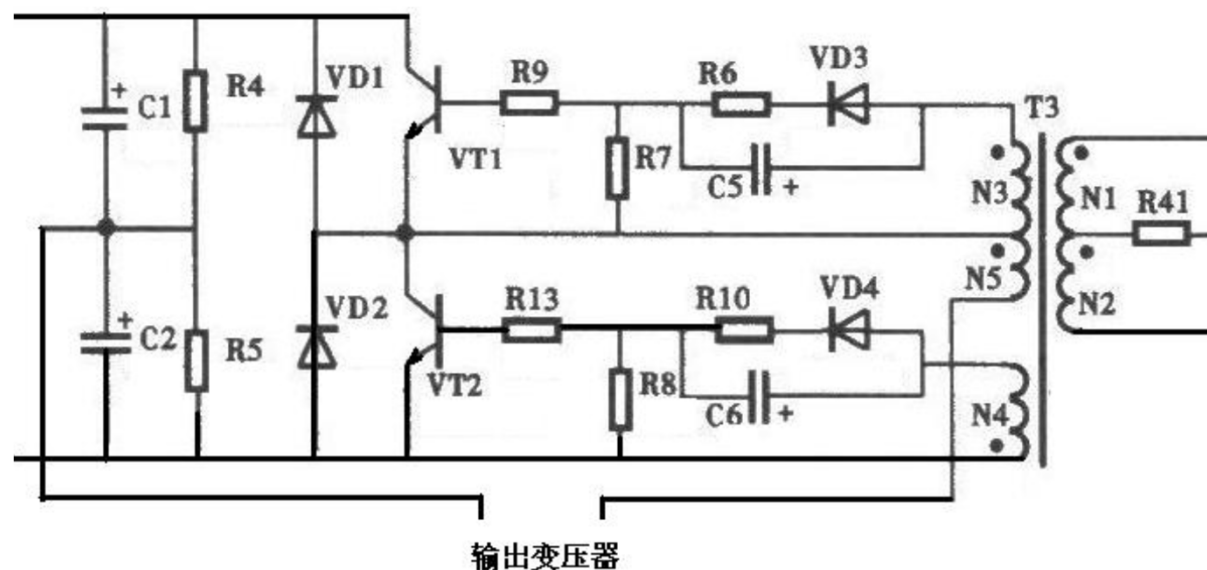 VD3
R9
R6
T3
VD1
R4
C1
+
VT1
R7
C5
+
N3
N1
R41
N5
N2
VD2
R13
R10
VD4
C2
+
R5
VT2
R8
C6
+
N4
输出变压器